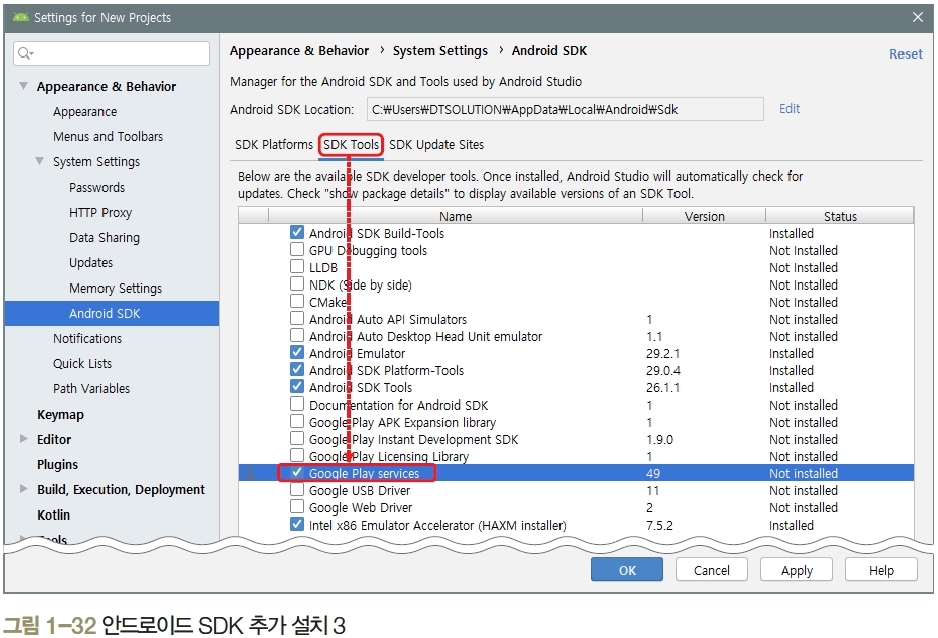 Settings for New Projects
Appearance & Behavior
Appearance
Menus and Toolbars
System Settings
Passwords
HTTP Proxy
Data Sharing
Updates
Memory Settings
Android SDK
Notifications
Quick Lists
Path Variables
Keymap
Editor
Plugins
Build, Execution, Deployment
Kotlin
Tools
Appearance & Behavior › System Settings › Android SDK
Reset
Manager for the Android SDK and Tools used by Android Studio
Android SDK Location: C:₩Users₩DTSOLUTION₩AppData₩Local₩Android₩Sdk Edit
SDK Platforms SDK Tools SDK Update Sites
Below are the available SDK developer tools. Once installed, Android Studio will automatically check for
updates. Check "show package details" to display available versions of an SDK Tool.
Name Version Status
Android SDK Build-Tools Installed
GPU Debugging tools Not Installed
LLDB Not Installed
NDK (Side by side) Not Installed
CMake Not Installed
Android Auto API Simulators 1 Not installed
Android Auto Desktop Head Unit emulator 1.1 Not installed
Android Emulator 29.2.1 Installed
Android SDK Platform-Tools 29.0.4 Installed
Android SDK Tools 26.1.1 Installed
Documentation for Android SDK 1 Not installed
Google Play APK Expansion library 1 Not installed
Google Play Instant Development SDK 1.9.0 Not installed
Google Play Licensing Library 1 Not installed
Google Play services 49 Not installed
Google USB Driver 11 Not installed
Google Web Driver 2 Not installed
Intel x86 Emulator Accelerator (HAXM installer) 7.5.2 Installed
OK Cancel Apply Help
그림 1-32 안드로이드 SDK 추가 설치 3